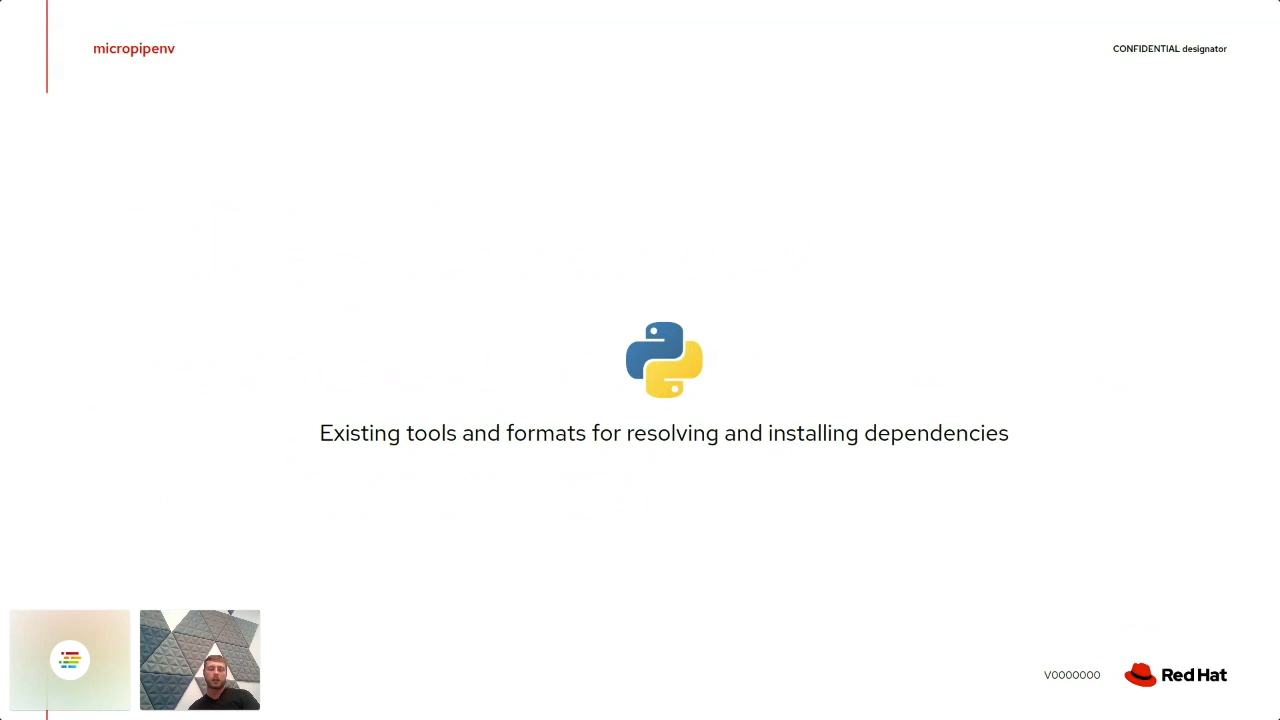 micropipenv
CONFIDENTIAL designator
Existing tools and formats for resolving and installing dependencies
V0000000
Red Hat